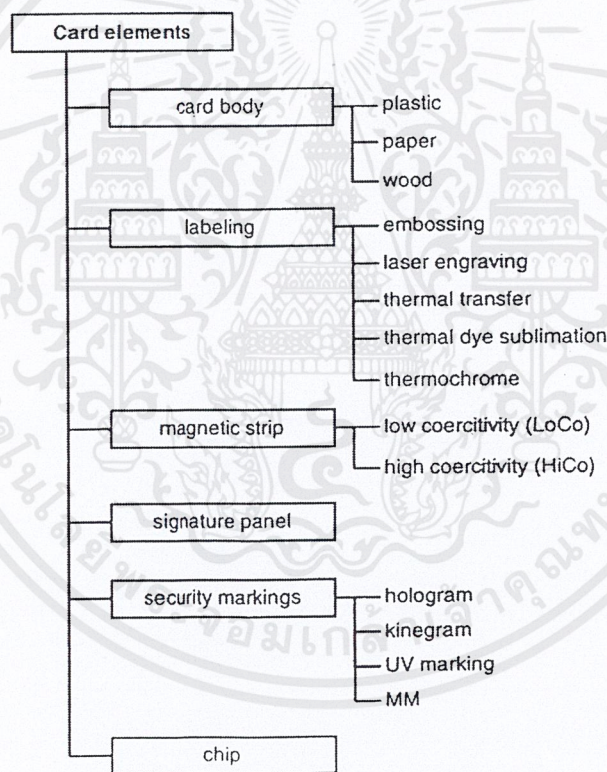 Card elements
card body
plastic
paper
wood
labeling
embossing
laser engraving
thermal transfer
thermal dye sublimation
thermochrome
magnetic strip
low coercitivity (LoCo)
high coercitivity (HiCo)
signature panel
security markings
hologram
kinegram
UV marking
MM
chip